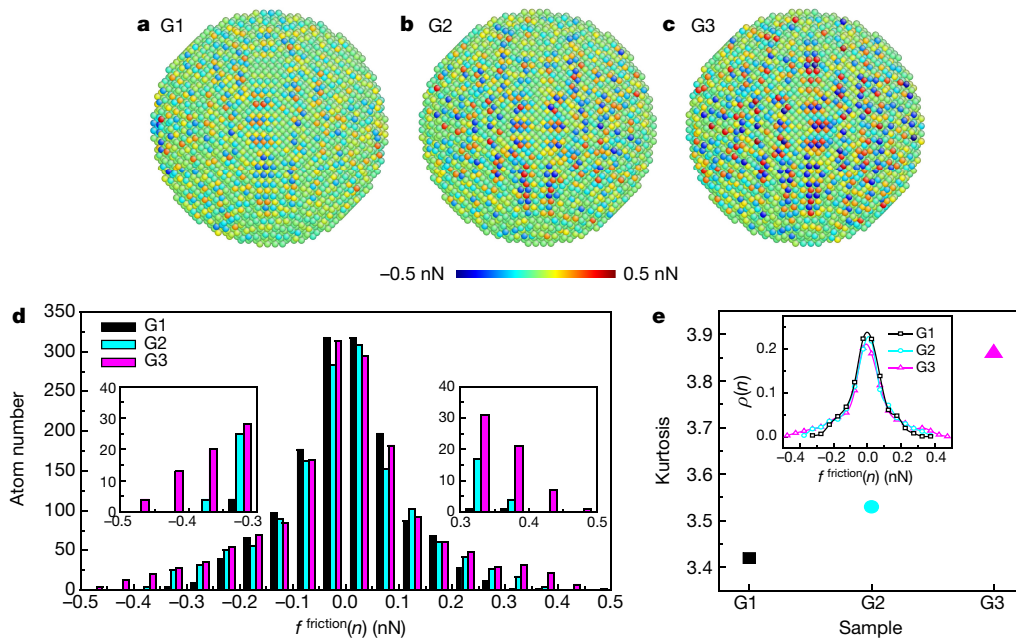 a G1
b G2
c G3
−0.5 nN 0.5 nN
d
G1
G2
G3
Atom number
350
300
250
200
150
100
50
0
−0.5 −0.4 −0.3 −0.2 −0.1 0.0 0.1 0.2 0.3 0.4 0.5
f friction(n) (nN)
40
30
20
10
0
−0.5 −0.4 −0.3
40
30
20
10
0
0.3 0.4 0.5
e
Kurtosis
3.9
3.8
3.7
3.6
3.5
3.4
G1 G2 G3
Sample
G1
G2
G3
ρ(n)
0.2
0.1
0.0
−0.4 −0.2 0.0 0.2 0.4
f friction(n) (nN)